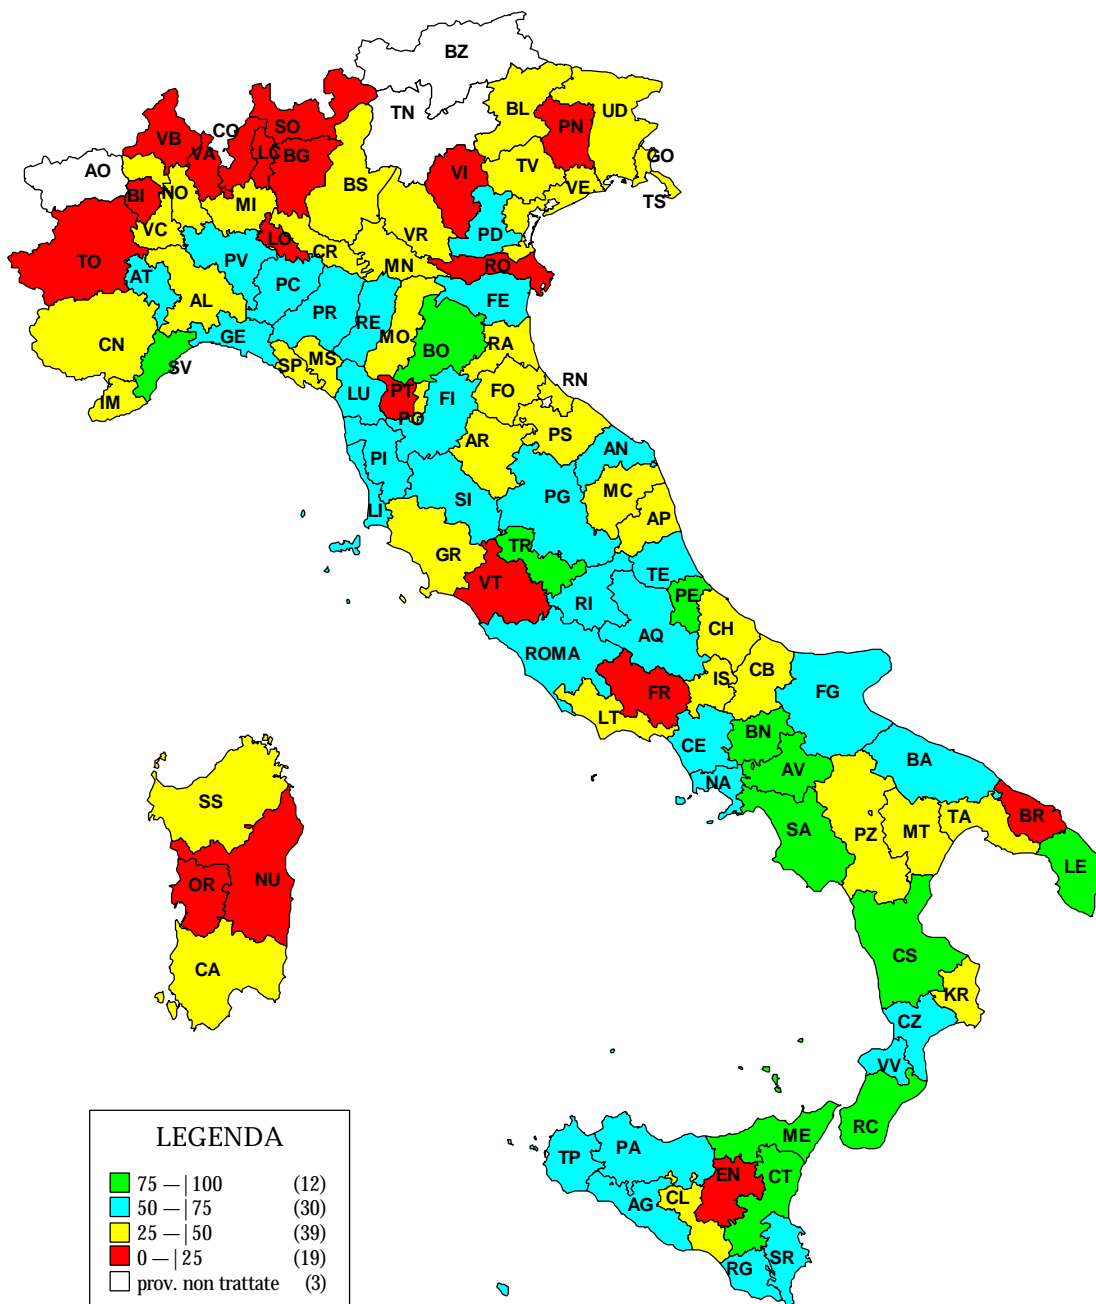 BZ
TN
BL
UD
PN
CO
SO
VB
VA
LC
BG
AO
VI
TV
GO
BS
BI
NO
MI
VE
TS
VC
LO
CR
VR
PD
TO
PV
MN
RO
AT
PC
AL
PR
RE
FE
CN
GE
MO
BO
RA
SP
MS
SV
IM
LU
PT
PO
FI
FO
RN
AR
PS
AN
PI
SI
PG
MC
LI
AP
GR
TR
VT
TE
RI
PE
AQ
CH
ROMA
IS
CB
FR
FG
LT
BN
CE
AV
BA
NA
SS
SA
PZ
MT
TA
BR
LE
OR
NU
CA
CS
KR
CZ
VV
RC
ME
TP
PA
EN
CT
AG
CL
RG
SR
LEGENDA
75 —| 100 (12)
50 —| 75 (30)
25 —| 50 (39)
0 —| 25 (19)
prov. non trattate (3)